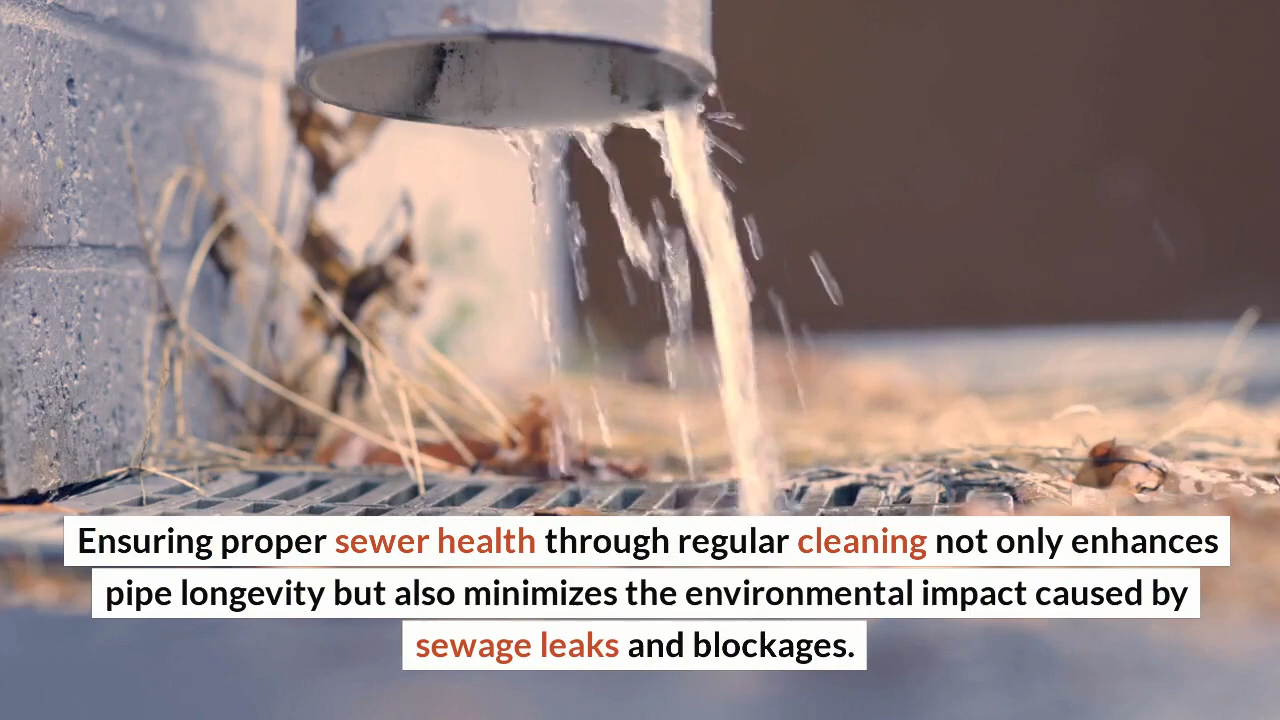 Ensuring proper sewer health through regular cleaning not only enhances
pipe longevity but also minimizes the environmental impact caused by
sewage leaks and blockages.